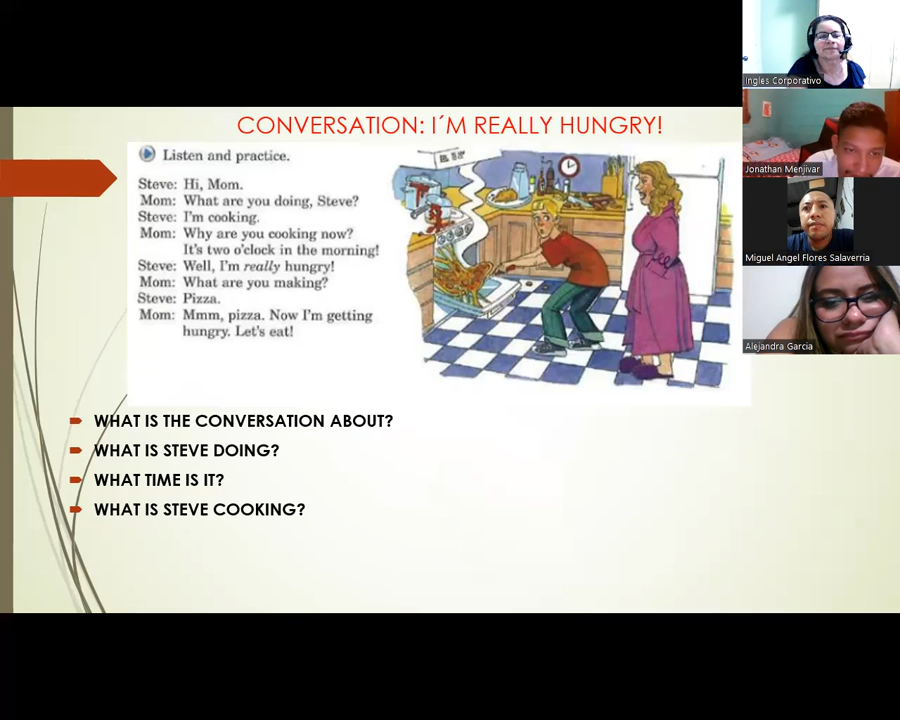 CONVERSATION: I´M REALLY HUNGRY!
Listen and practice.
Steve: Hi, Mom.
Mom: What are you doing, Steve?
Steve: I'm cooking.
Mom: Why are you cooking now?
It's two o'clock in the morning!
Steve: Well, I'm really hungry!
Mom: What are you making?
Steve: Pizza.
Mom: Mmm, pizza. Now I'm getting
hungry. Let's eat!
WHAT IS THE CONVERSATION ABOUT?
WHAT IS STEVE DOING?
WHAT TIME IS IT?
WHAT IS STEVE COOKING?
Ingles Corporativo
Jonathan Menjivar
Miguel Angel Flores Salaverria
Alejandra Garcia